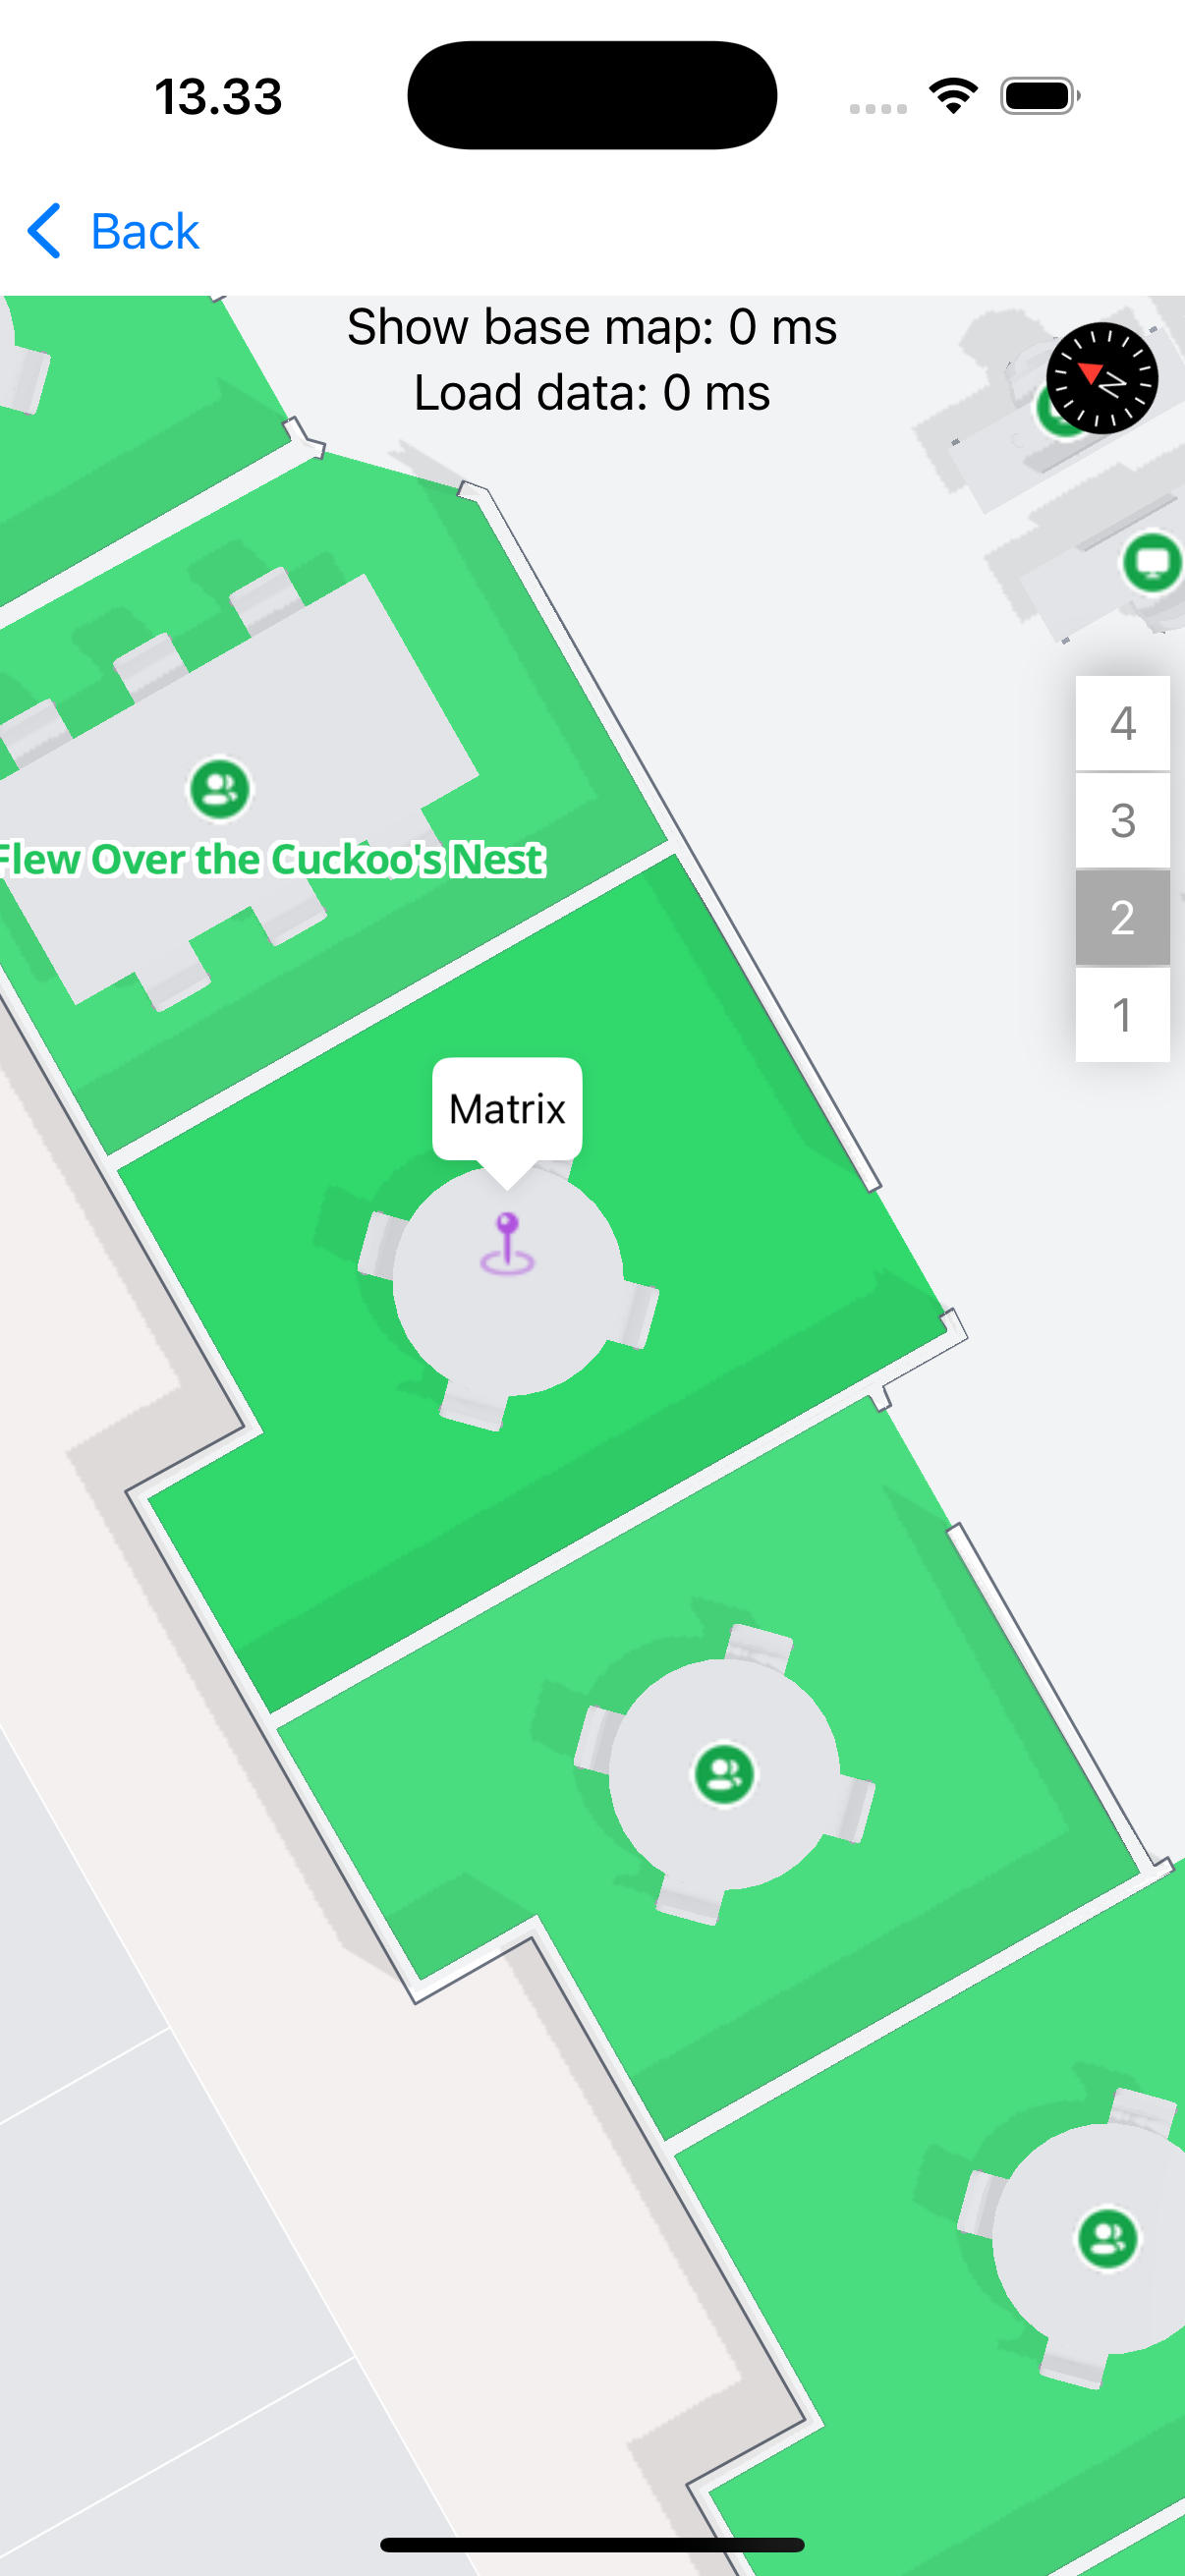 13.33
Back
Show base map: 0 ms
Load data: 0 ms
N
4
3
2
1
Flew Over the Cuckoo's Nest
Matrix